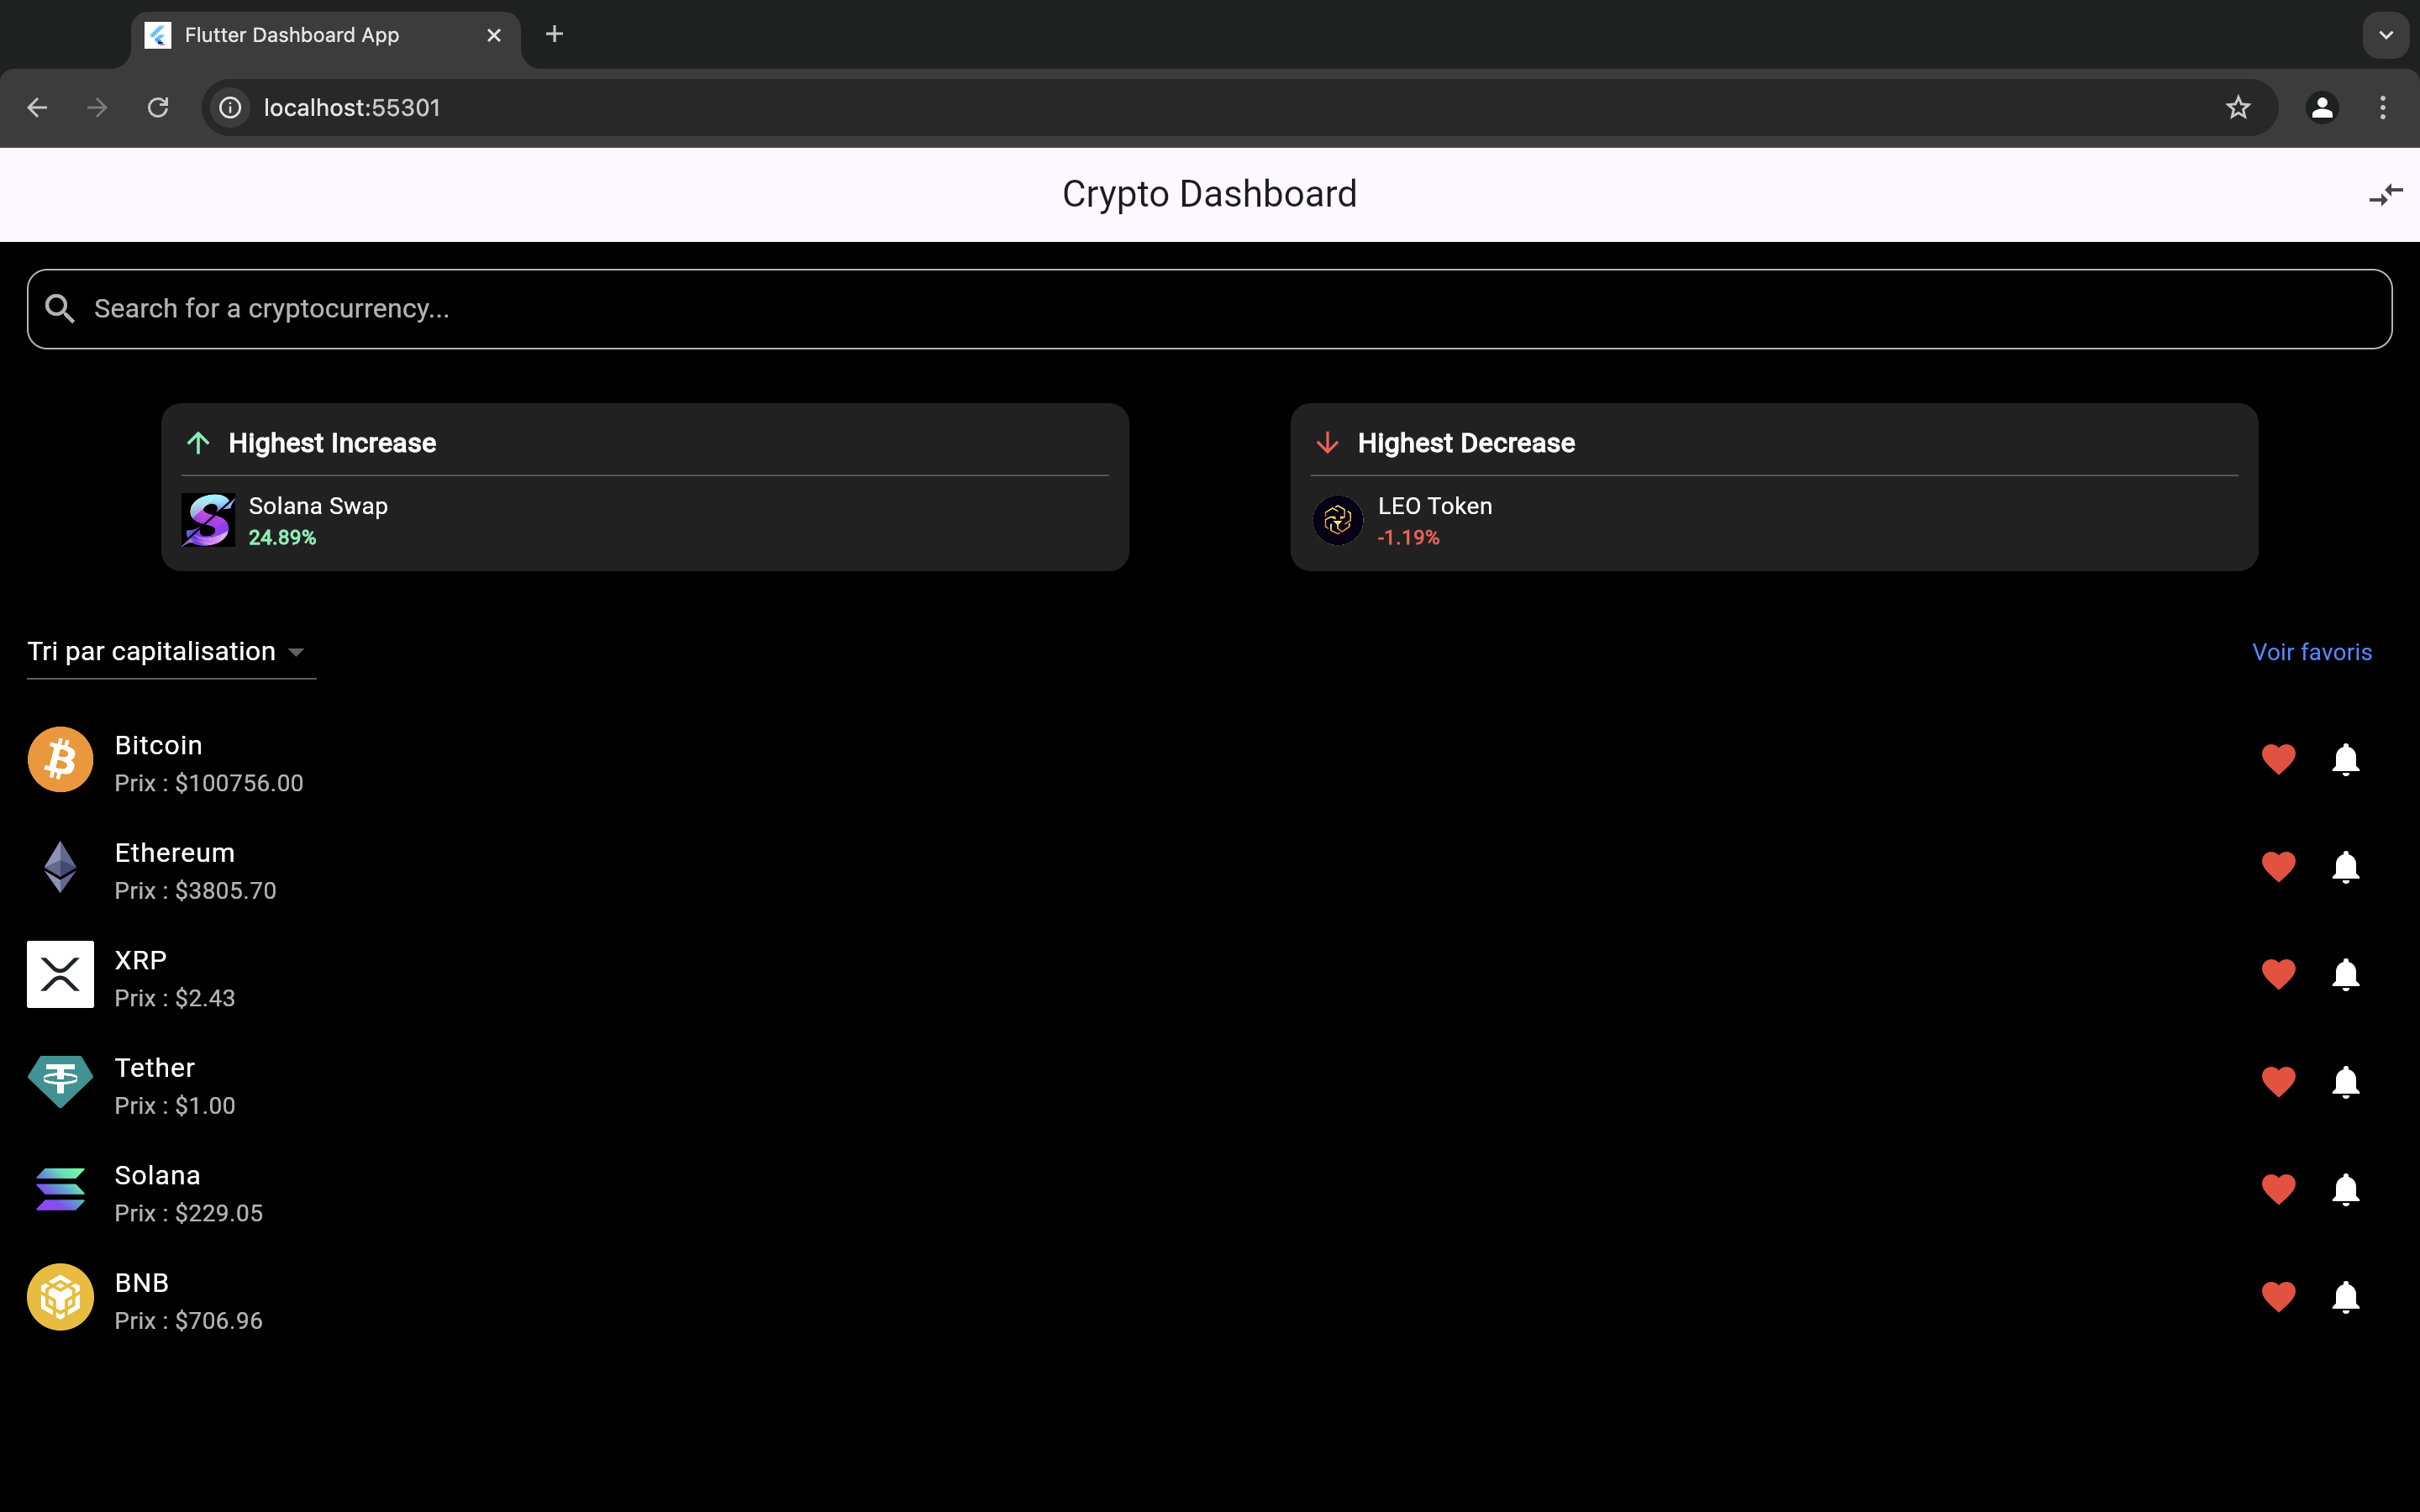 Flutter Dashboard App
localhost:55301
Crypto Dashboard
Search for a cryptocurrency...
Highest Increase
Solana Swap
24.89%
Highest Decrease
LEO Token
-1.19%
Tri par capitalisation
Voir favoris
Bitcoin
Prix : $100756.00
Ethereum
Prix : $3805.70
XRP
Prix : $2.43
Tether
Prix : $1.00
Solana
Prix : $229.05
BNB
Prix : $706.96